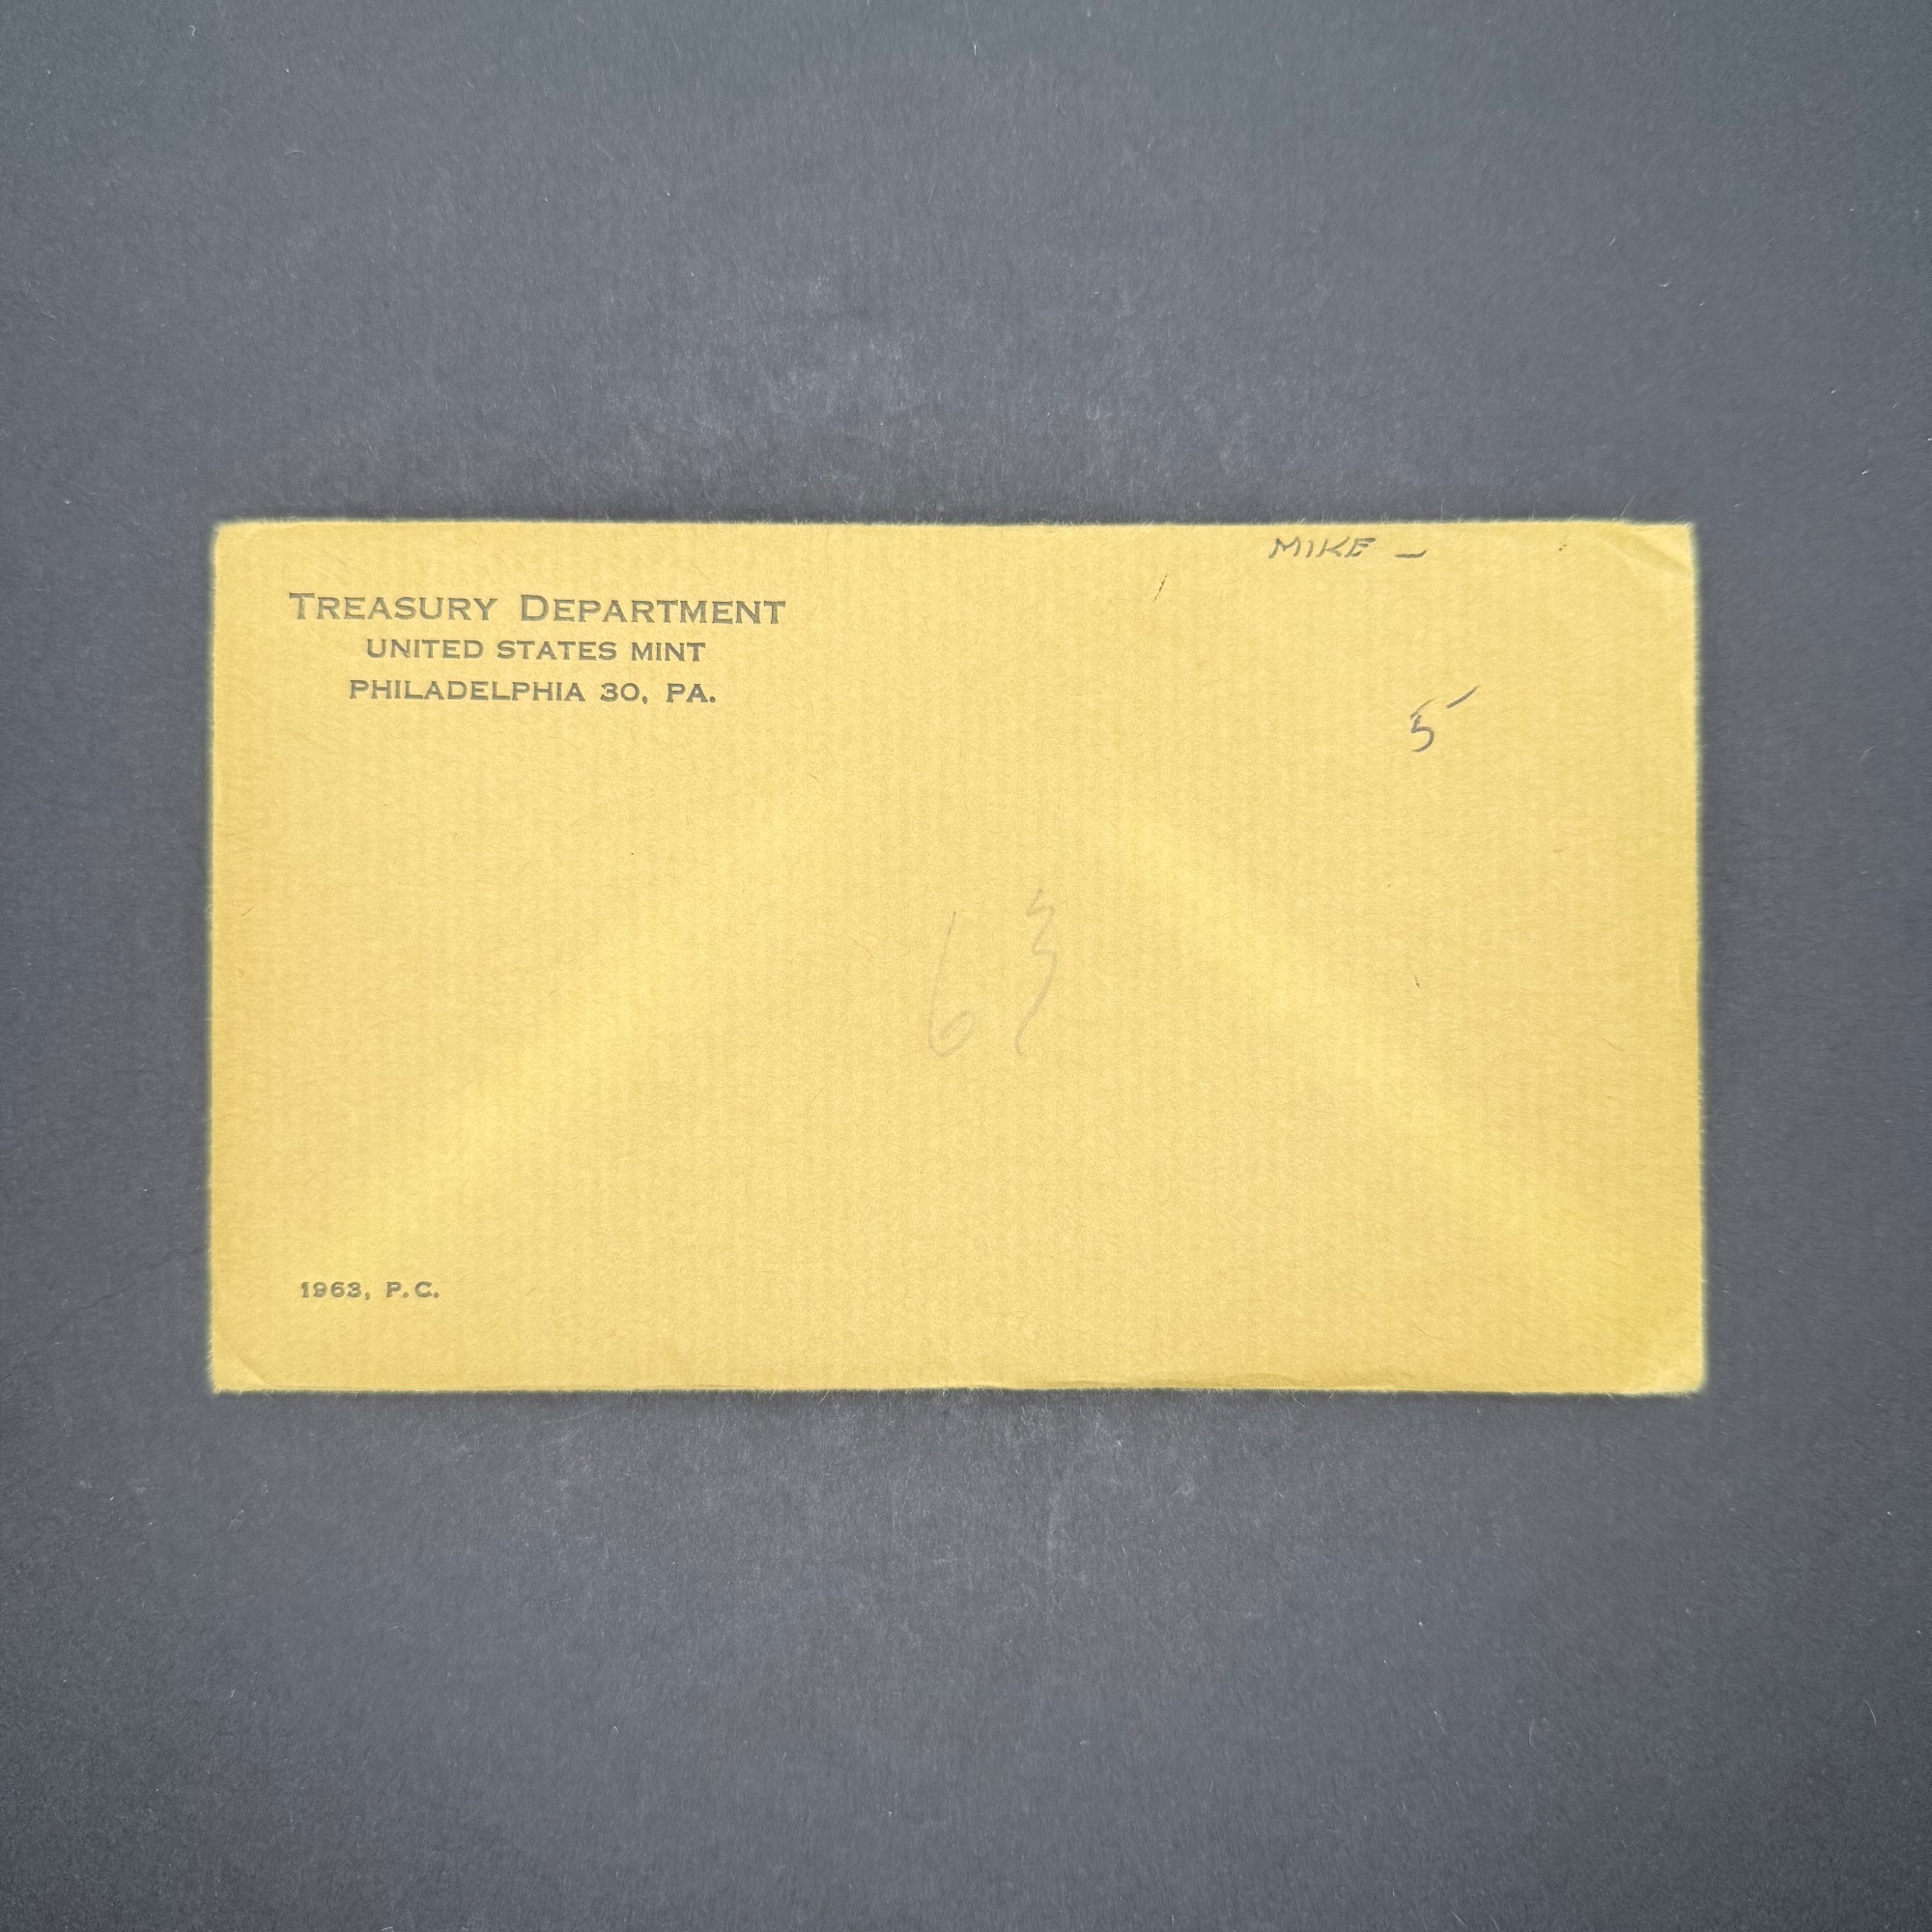 MIKE –
TREASURY DEPARTMENT
UNITED STATES MINT
PHILADELPHIA 30, PA.
5
63
1963, P.C.